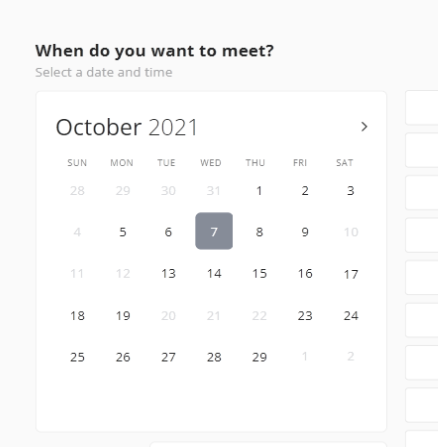 When do you want to meet?
Select a date and time
October 2021
SUN MON TUE WED THU FRI SAT
28 29 30 31 1 2 3
4 5 6 7 8 9 10
11 12 13 14 15 16 17
18 19 20 21 22 23 24
25 26 27 28 29 1 2